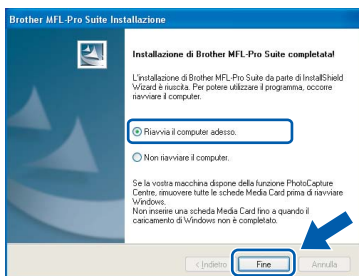 Brother MFL-Pro Suite Installazione
Installazione di Brother MFL-Pro Suite completata!
L'installazione di Brother MFL-Pro Suite da parte di InstallShield
Wizard è riuscita. Per potere utilizzare il programma, occorre
riavviare il computer.
Riavvia il computer adesso.
Non riavviare il computer.
Se la vostra macchina dispone della funzione PhotoCapture
Centre, rimuovere tutte le schede Media Card prima di riavviare
Windows.
Non inserire una scheda Media Card fino a quando il
caricamento di Windows non è completato.
< Indietro
Fine
Annulla